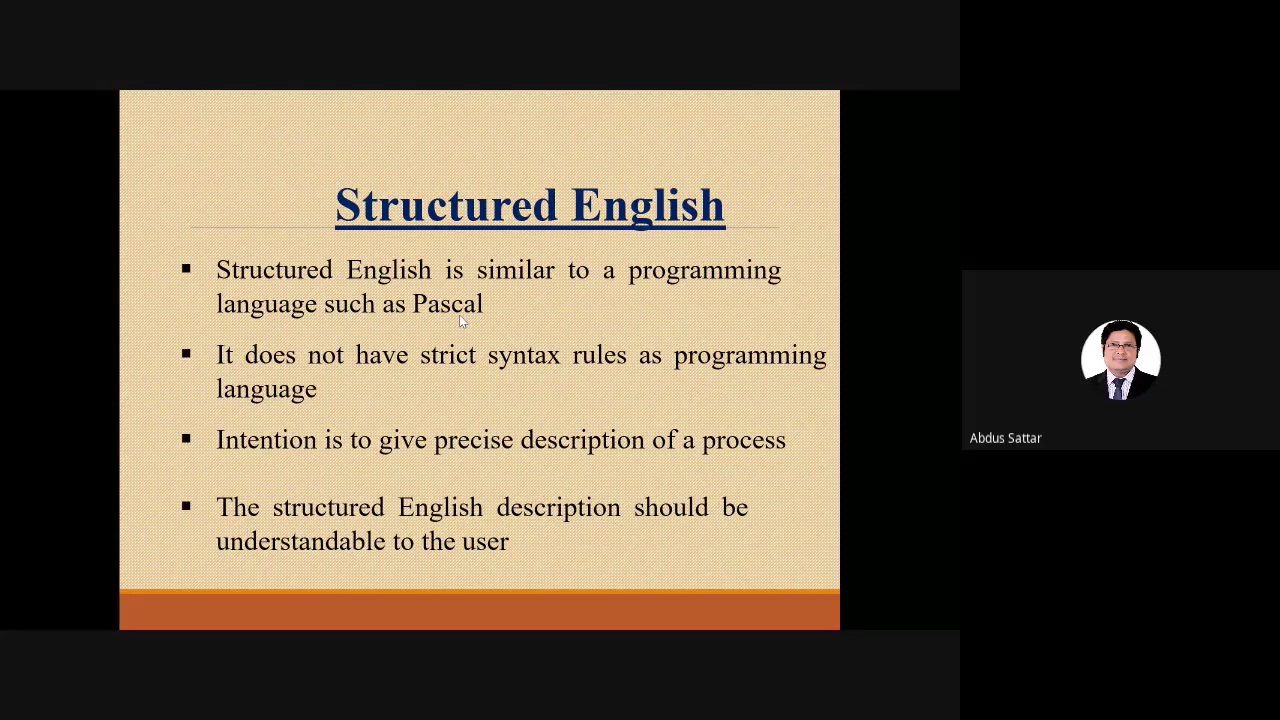 Structured English
▪ Structured English is similar to a programming
language such as Pascal
▪ It does not have strict syntax rules as programming
language
▪ Intention is to give precise description of a process
▪ The structured English description should be
understandable to the user
Abdus Sattar